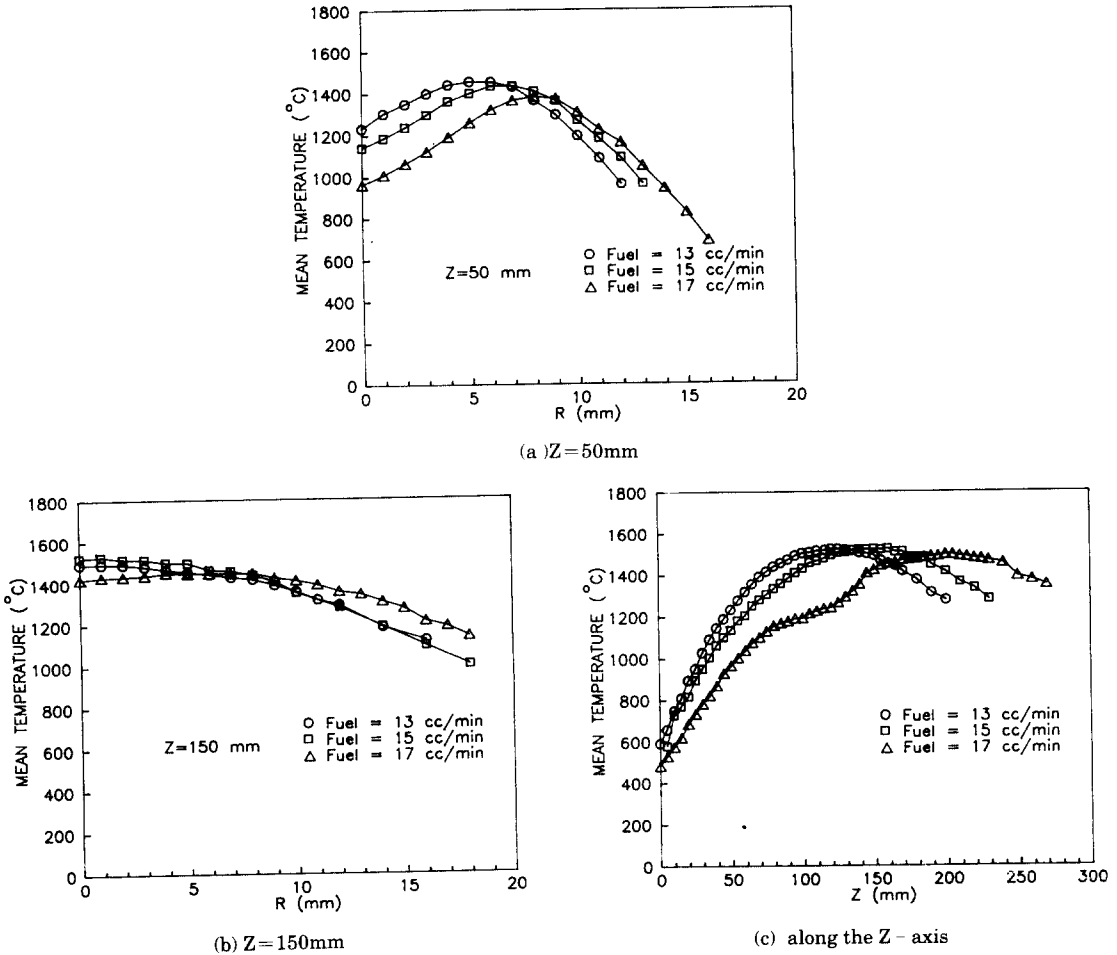 1800
1600
1400
1200
1000
800
600
400
200
0
MEAN TEMPERATURE (°C)
Z=50 mm
Fuel = 13 cc/min
Fuel = 15 cc/min
Fuel = 17 cc/min
0 5 10 15 20
R (mm)
(a )Z=50mm
1800
1600
1400
1200
1000
800
600
400
200
0
MEAN TEMPERATURE (°C)
Z=150 mm
Fuel = 13 cc/min
Fuel = 15 cc/min
Fuel = 17 cc/min
0 5 10 15 20
R (mm)
(b) Z=150mm
1800
1600
1400
1200
1000
800
600
400
200
0
MEAN TEMPERATURE (°C)
Fuel = 13 cc/min
Fuel = 15 cc/min
Fuel = 17 cc/min
0 50 100 150 200 250 300
Z (mm)
(c) along the Z - axis